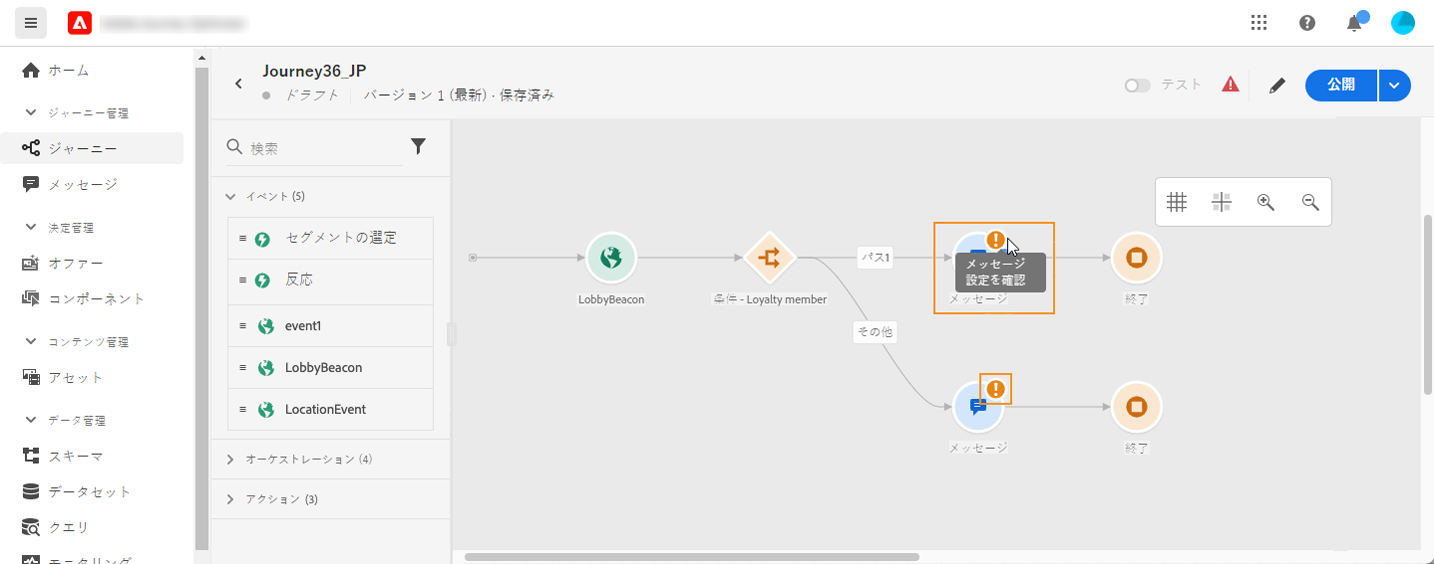 Journey36_JP
ドラフト
バージョン 1 (最新) · 保存済み
テスト
公開
ホーム
ジャーニー管理
ジャーニー
メッセージ
決定管理
オファー
コンポーネント
コンテンツ管理
アセット
データ管理
スキーマ
データセット
クエリ
モニタリング
検索
イベント (5)
セグメントの選定
反応
event1
LobbyBeacon
LocationEvent
オーケストレーション (4)
アクション (3)
LobbyBeacon
条件 - Loyalty member
パス1
その他
メッセージ
設定を確認
メッセージ
終了
メッセージ
終了